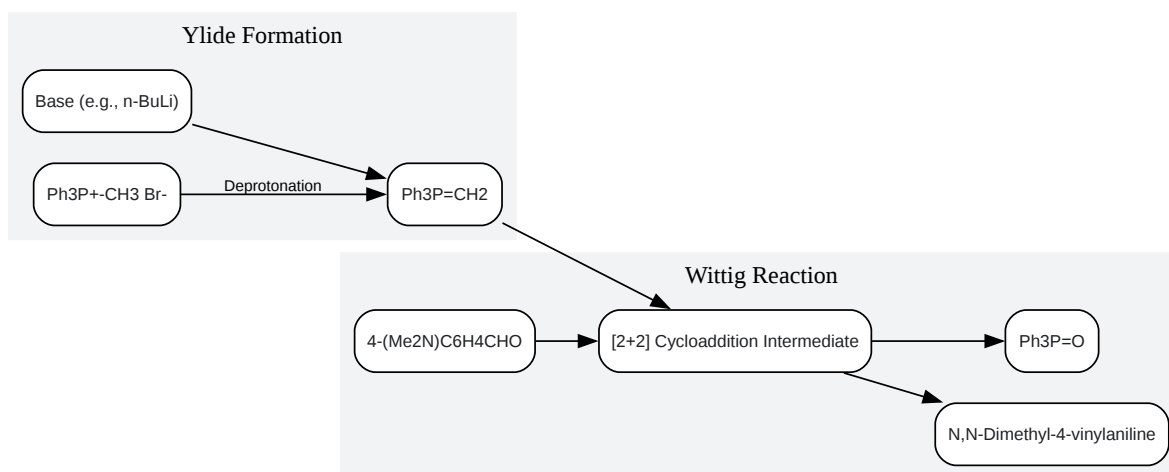 Ylide Formation
Base (e.g., n-BuLi)
Ph3P+-CH3 Br-
Deprotonation
Ph3P=CH2
Wittig Reaction
4-(Me2N)C6H4CHO
[2+2] Cycloaddition Intermediate
Ph3P=O
N,N-Dimethyl-4-vinylaniline